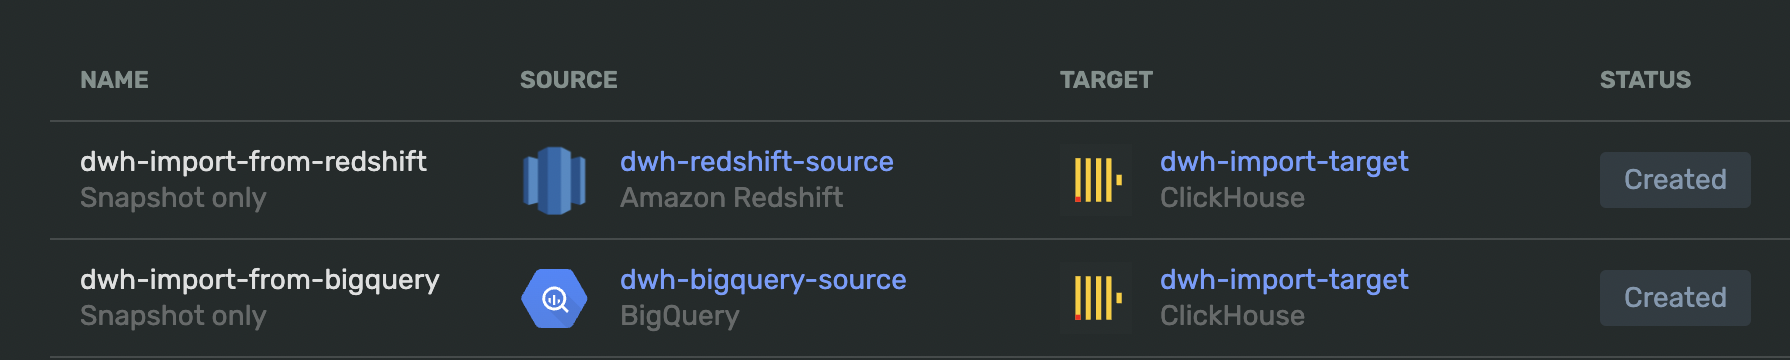 NAME SOURCE TARGET STATUS
dwh-import-from-redshift dwh-redshift-source dwh-import-target Created
Snapshot only Amazon Redshift ClickHouse
dwh-import-from-bigquery dwh-bigquery-source dwh-import-target Created
Snapshot only BigQuery ClickHouse